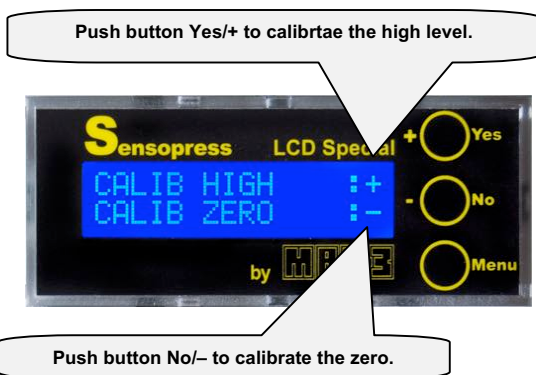 Push button Yes/+ to calibrtae the high level.
Sensopress LCD Special + Yes
CALIB HIGH :+
CALIB ZERO :–
- No
by
Menu
Push button No/– to calibrate the zero.